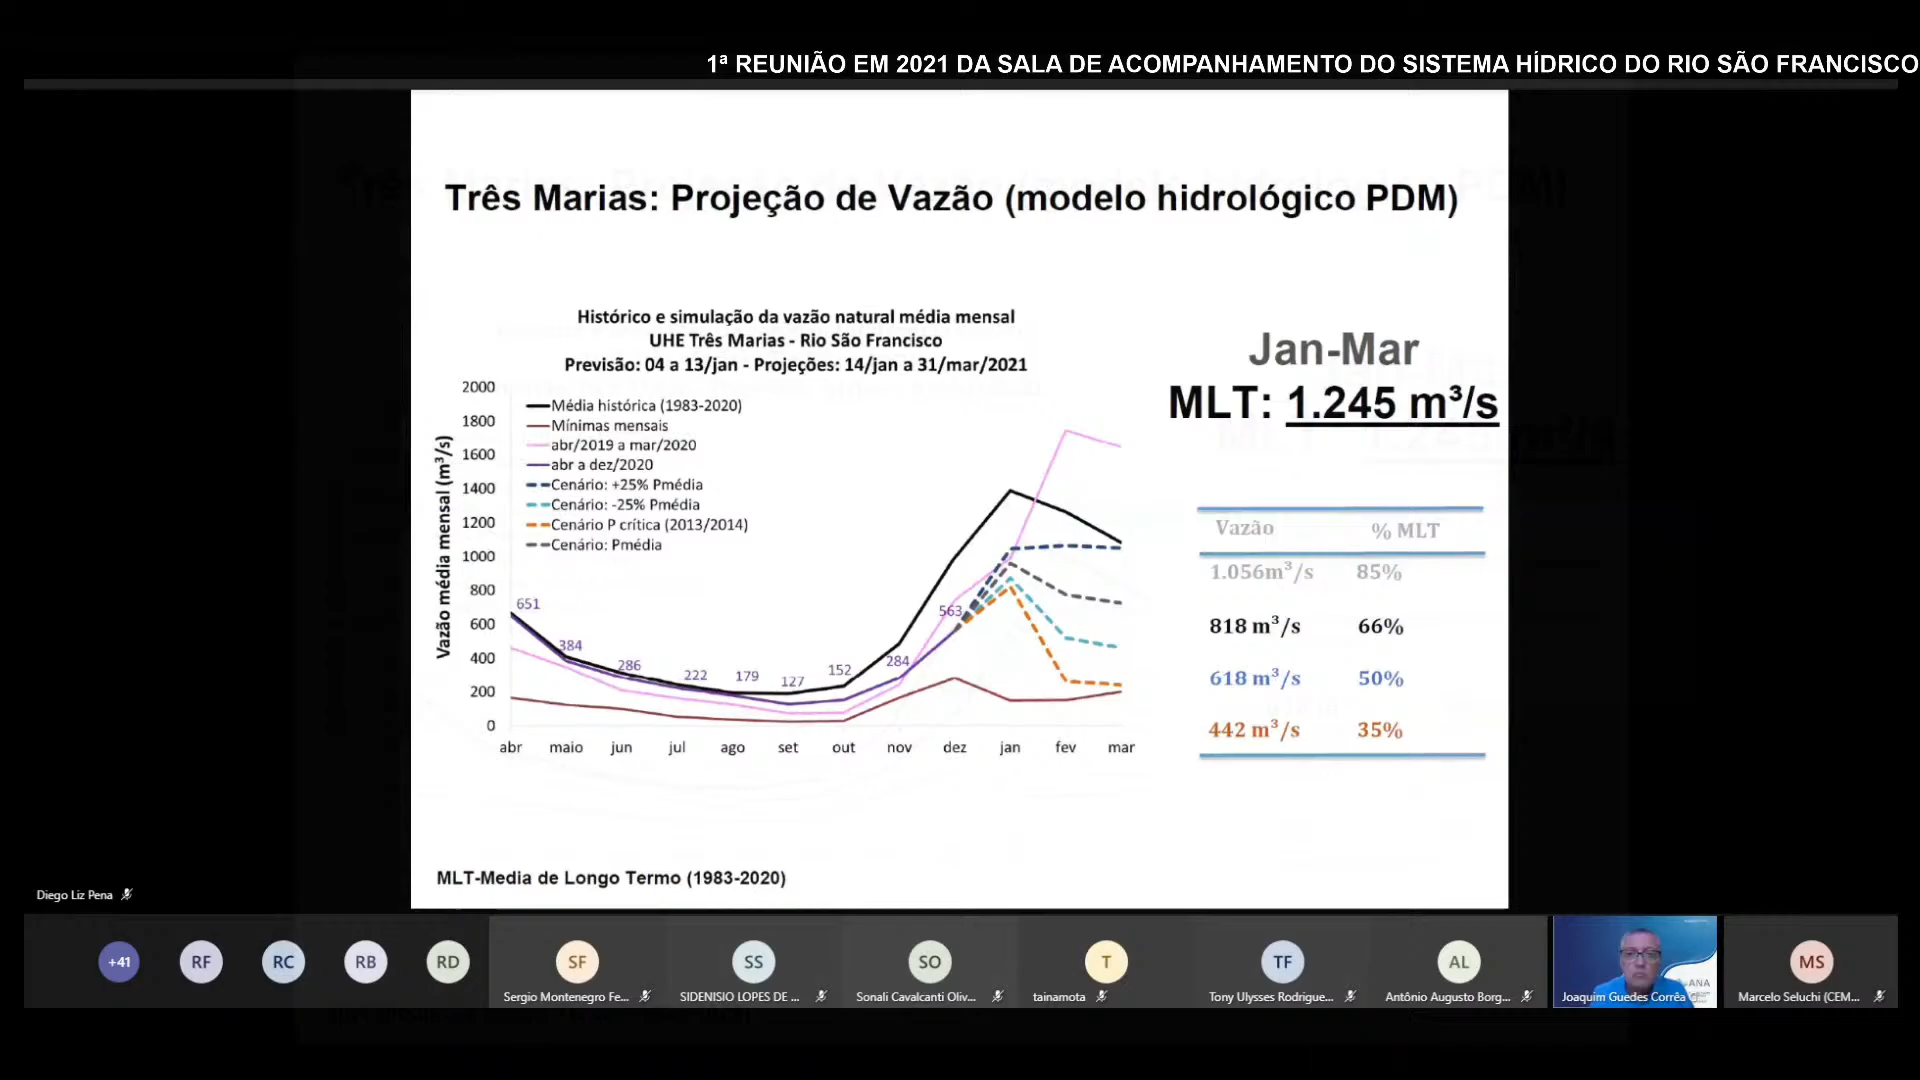 1ª REUNIÃO EM 2021 DA SALA DE ACOMPANHAMENTO DO SISTEMA HÍDRICO DO RIO SÃO FRANCISCO
Três Marias: Projeção de Vazão (modelo hidrológico PDM)
Histórico e simulação da vazão natural média mensal
UHE Três Marias - Rio São Francisco
Previsão: 04 a 13/jan - Projeções: 14/jan a 31/mar/2021
Vazão média mensal (m³/s)
2000
1800
1600
1400
1200
1000
800
600
400
200
0
Média histórica (1983-2020)
Mínimas mensais
abr/2019 a mar/2020
abr a dez/2020
Cenário: +25% Pmédia
Cenário: -25% Pmédia
Cenário P crítica (2013/2014)
Cenário: Pmédia
651
384
286
222
179
127
152
284
563
abr maio jun jul ago set out nov dez jan fev mar
Jan-Mar
MLT: 1.245 m³/s
Vazão % MLT
1.056m³/s 85%
818 m³/s 66%
618 m³/s 50%
442 m³/s 35%
MLT-Media de Longo Termo (1983-2020)
Diego Liz Pena
+41 RF RC RB RD SF SS SO T TF AL MS
Sergio Montenegro Fe... SIDENISIO LOPES DE ... Sonali Cavalcanti Oliv... tainamota Tony Ulysses Rodrigue... Antônio Augusto Borg... Joaquim Guedes Corrêa Marcelo Seluchi (CEM...
ANA